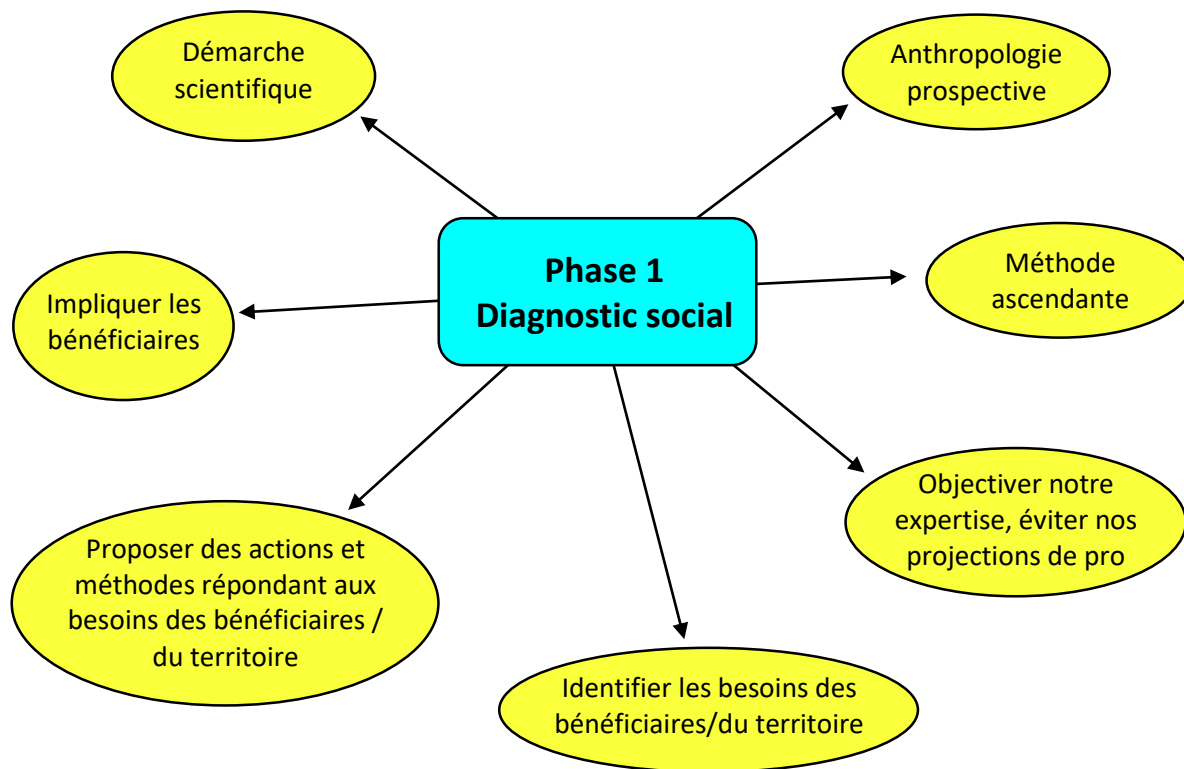 Démarche
scientifique
Anthropologie
prospective
Phase 1
Diagnostic social
Impliquer les
bénéficiaires
Méthode
ascendante
Objectiver notre
expertise, éviter nos
projections de pro
Proposer des actions et
méthodes répondant aux
besoins des bénéficiaires /
du territoire
Identifier les besoins des
bénéficiaires/du territoire